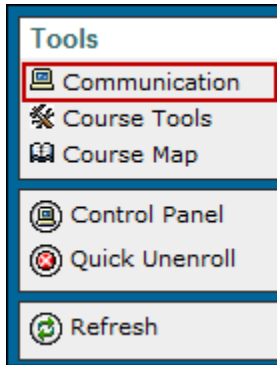 Tools
Communication
Course Tools
Course Map
Control Panel
Quick Unenroll
Refresh